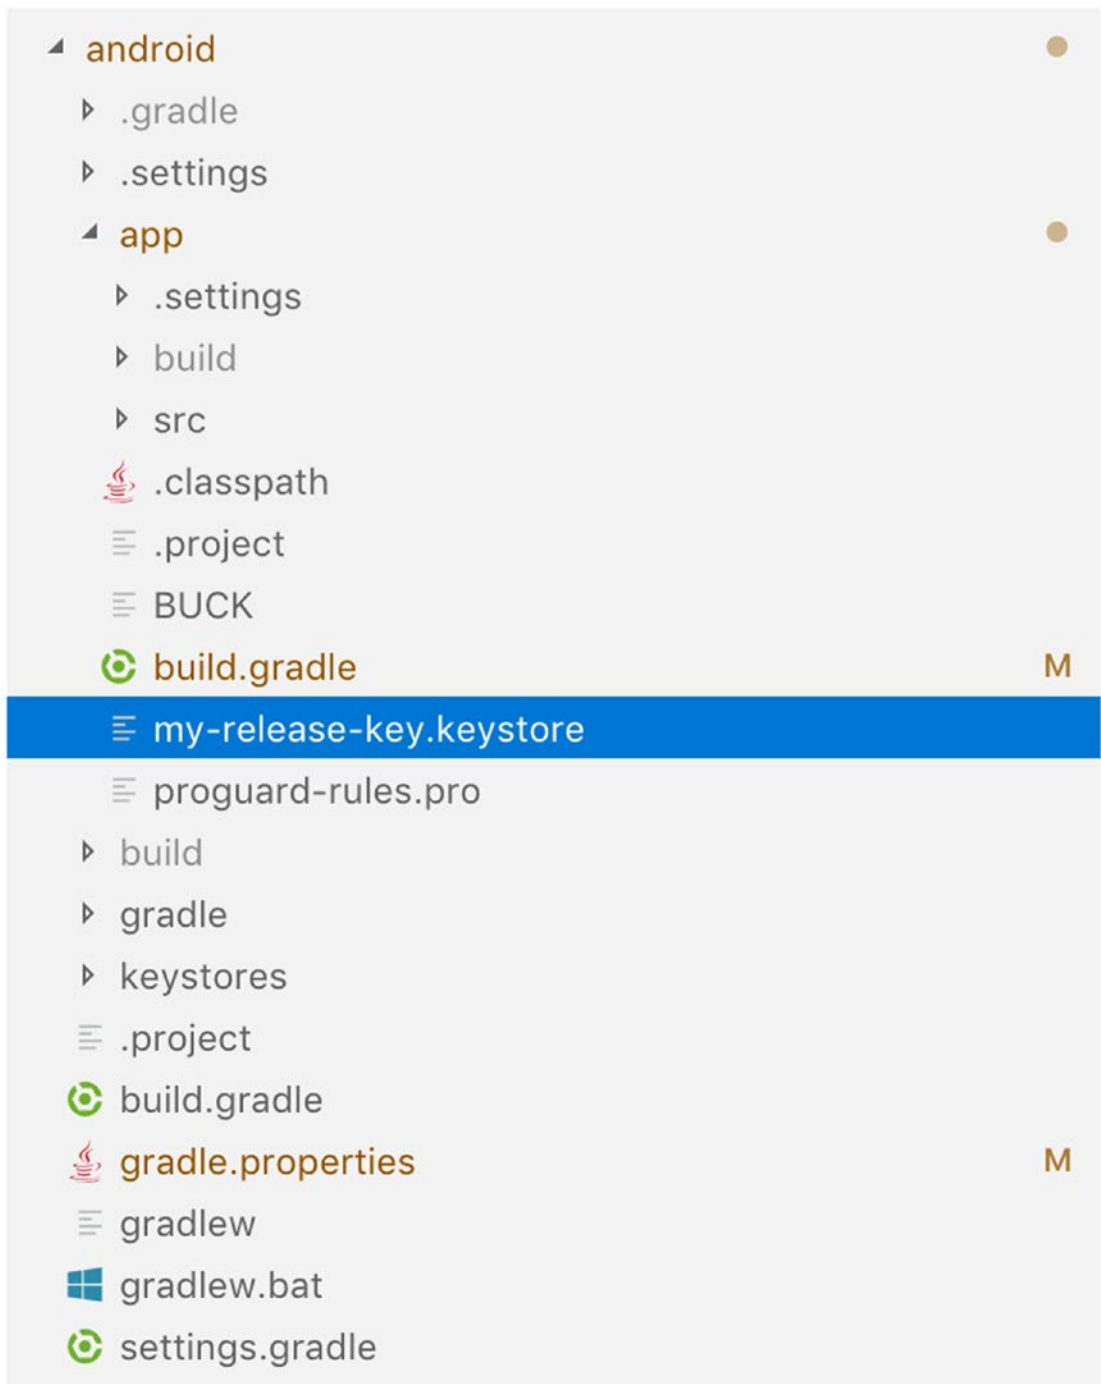 android
.gradle
.settings
app
.settings
build
src
.classpath
.project
BUCK
build.gradle M
my-release-key.keystore
proguard-rules.pro
build
gradle
keystores
.project
build.gradle
gradle.properties M
gradlew
gradlew.bat
settings.gradle